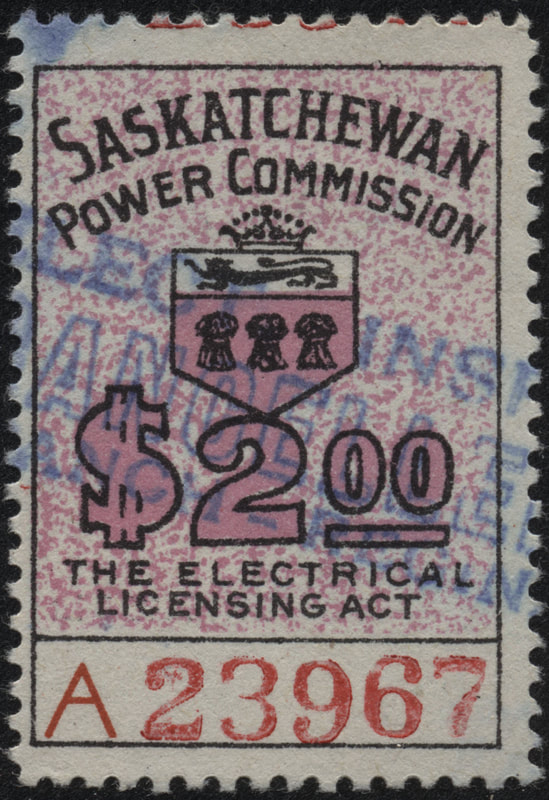 SASKATCHEWAN
POWER COMMISSION
$2.00
THE ELECTRICAL
LICENSING ACT
A 23967